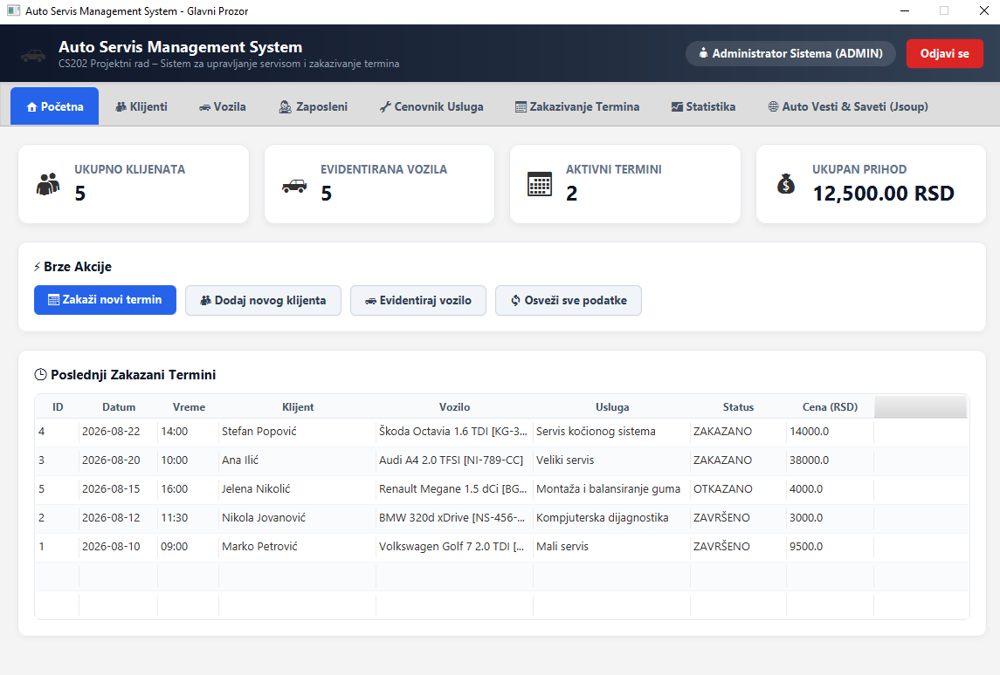 Auto Servis Management System - Glavni Prozor
Auto Servis Management System
CS202 Projektni rad – Sistem za upravljanje servisom i zakazivanje termina
Administrator Sistema (ADMIN)
Odjavi se
Početna
Klijenti
Vozila
Zaposleni
Cenovnik Usluga
Zakazivanje Termina
Statistika
Auto Vesti & Saveti (Jsoup)
UKUPNO KLIJENATA
5
EVIDENTIRANA VOZILA
5
AKTIVNI TERMINI
2
UKUPAN PRIHOD
12,500.00 RSD
Brze Akcije
Zakaži novi termin
Dodaj novog klijenta
Evidentiraj vozilo
Osveži sve podatke
Poslednji Zakazani Termini
ID Datum Vreme Klijent Vozilo Usluga Status Cena (RSD)
4 2026-08-22 14:00 Stefan Popović Škoda Octavia 1.6 TDI [KG-3... Servis kočionog sistema ZAKAZANO 14000.0
3 2026-08-20 10:00 Ana Ilić Audi A4 2.0 TFSI [NI-789-CC] Veliki servis ZAKAZANO 38000.0
5 2026-08-15 16:00 Jelena Nikolić Renault Megane 1.5 dCi [BG... Montaža i balansiranje guma OTKAZANO 4000.0
2 2026-08-12 11:30 Nikola Jovanović BMW 320d xDrive [NS-456-... Kompjuterska dijagnostika ZAVRŠENO 3000.0
1 2026-08-10 09:00 Marko Petrović Volkswagen Golf 7 2.0 TDI [... Mali servis ZAVRŠENO 9500.0